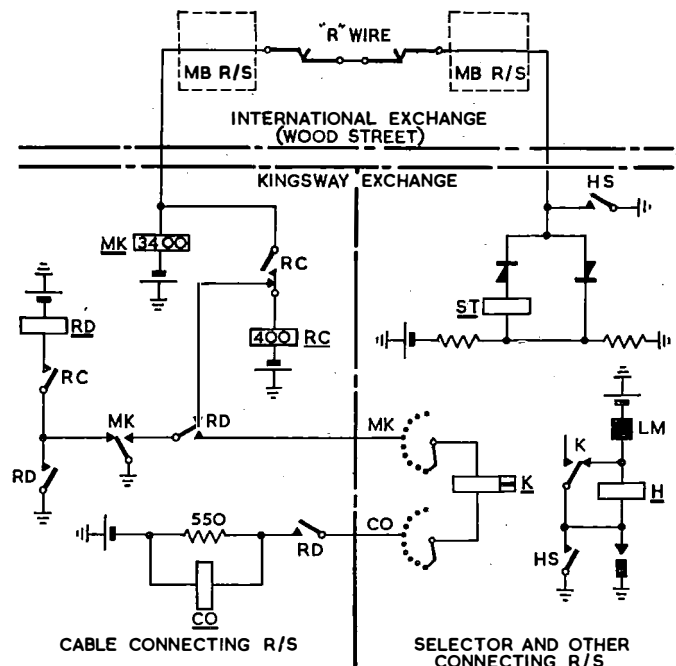 "R" WIRE
MB R/S
MB R/S
INTERNATIONAL EXCHANGE
(WOOD STREET)
KINGSWAY EXCHANGE
HS
MK 3400
RC
ST
RD
400 RC
RC
LM
MK
RD
MK
K
K
H
RD
550
RD
CO
HS
CO
CABLE CONNECTING R/S
SELECTOR AND OTHER
CONNECTING R/S